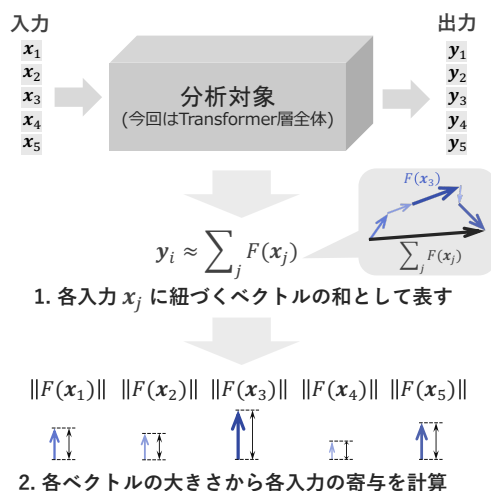 入力
出力
x₁
x₂
x₃
x₄
x₅
分析対象
(今回はTransformer層全体)
y₁
y₂
y₃
y₄
y₅
F(x₃)
∑ⱼ F(xⱼ)
yᵢ ≈ ∑ⱼ F(xⱼ)
1. 各入力 xⱼ に紐づくベクトルの和として表す
‖F(x₁)‖ ‖F(x₂)‖ ‖F(x₃)‖ ‖F(x₄)‖ ‖F(x₅)‖
2. 各ベクトルの大きさから各入力の寄与を計算